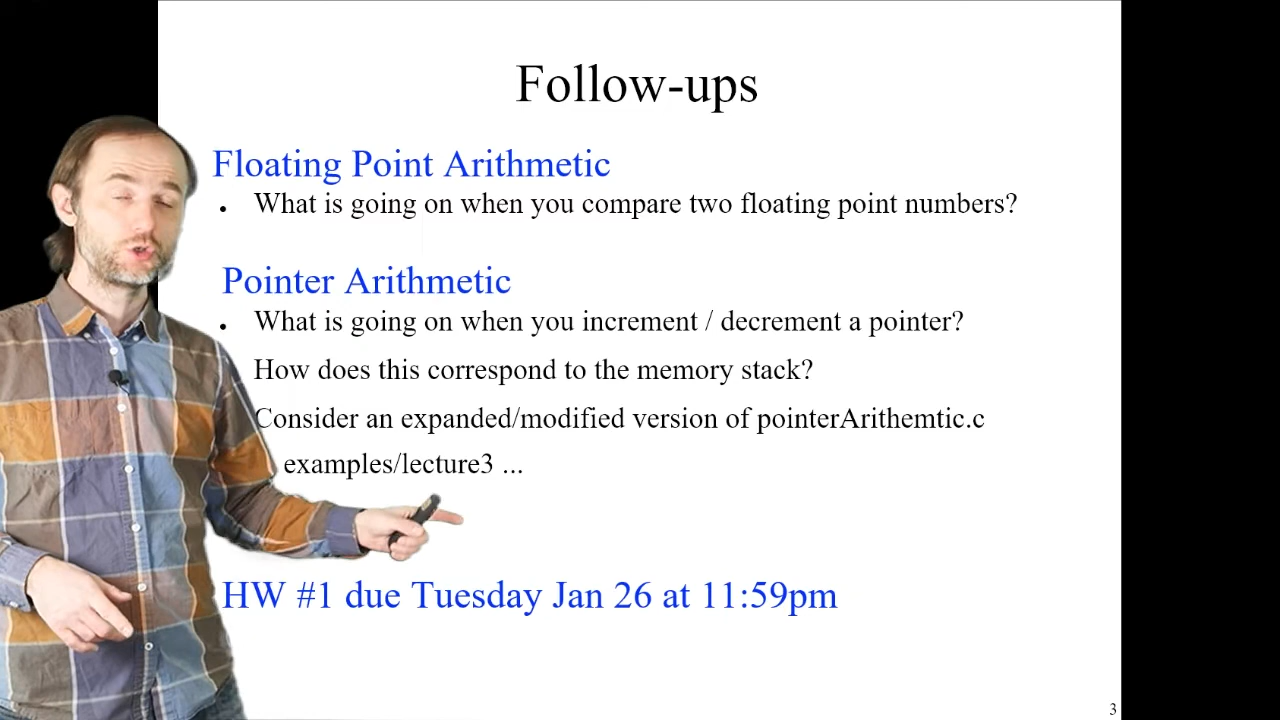 Follow-ups
Floating Point Arithmetic
• What is going on when you compare two floating point numbers?
Pointer Arithmetic
• What is going on when you increment / decrement a pointer?
How does this correspond to the memory stack?
Consider an expanded/modified version of pointerArithemtic.c
examples/lecture3 ...
HW #1 due Tuesday Jan 26 at 11:59pm
3